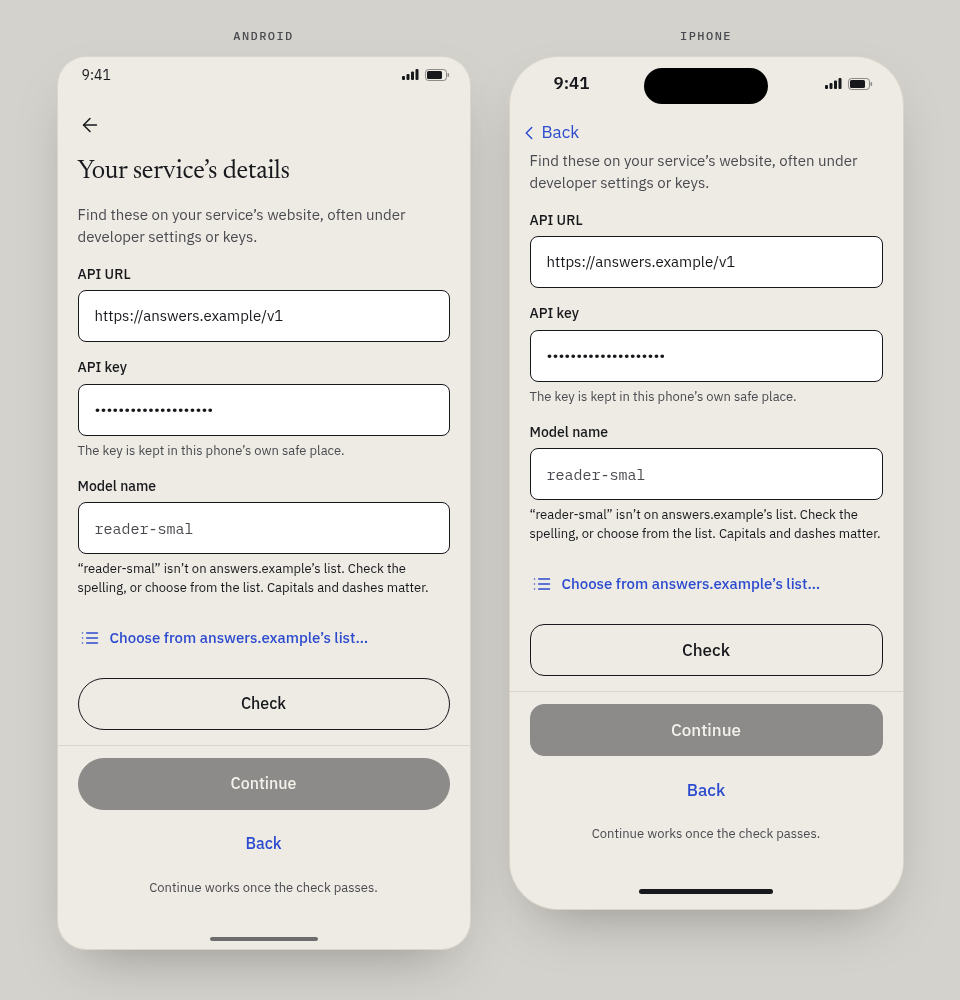 ANDROID
9:41
Your service’s details
Find these on your service’s website, often under
developer settings or keys.
API URL
https://answers.example/v1
API key
••••••••••••••••••••
The key is kept in this phone’s own safe place.
Model name
reader-smal
“reader-smal” isn’t on answers.example’s list. Check the
spelling, or choose from the list. Capitals and dashes matter.
Choose from answers.example’s list…
Check
Continue
Back
Continue works once the check passes.
IPHONE
9:41
Back
Find these on your service’s website, often under
developer settings or keys.
API URL
https://answers.example/v1
API key
••••••••••••••••••••
The key is kept in this phone’s own safe place.
Model name
reader-smal
“reader-smal” isn’t on answers.example’s list. Check the
spelling, or choose from the list. Capitals and dashes matter.
Choose from answers.example’s list…
Check
Continue
Back
Continue works once the check passes.